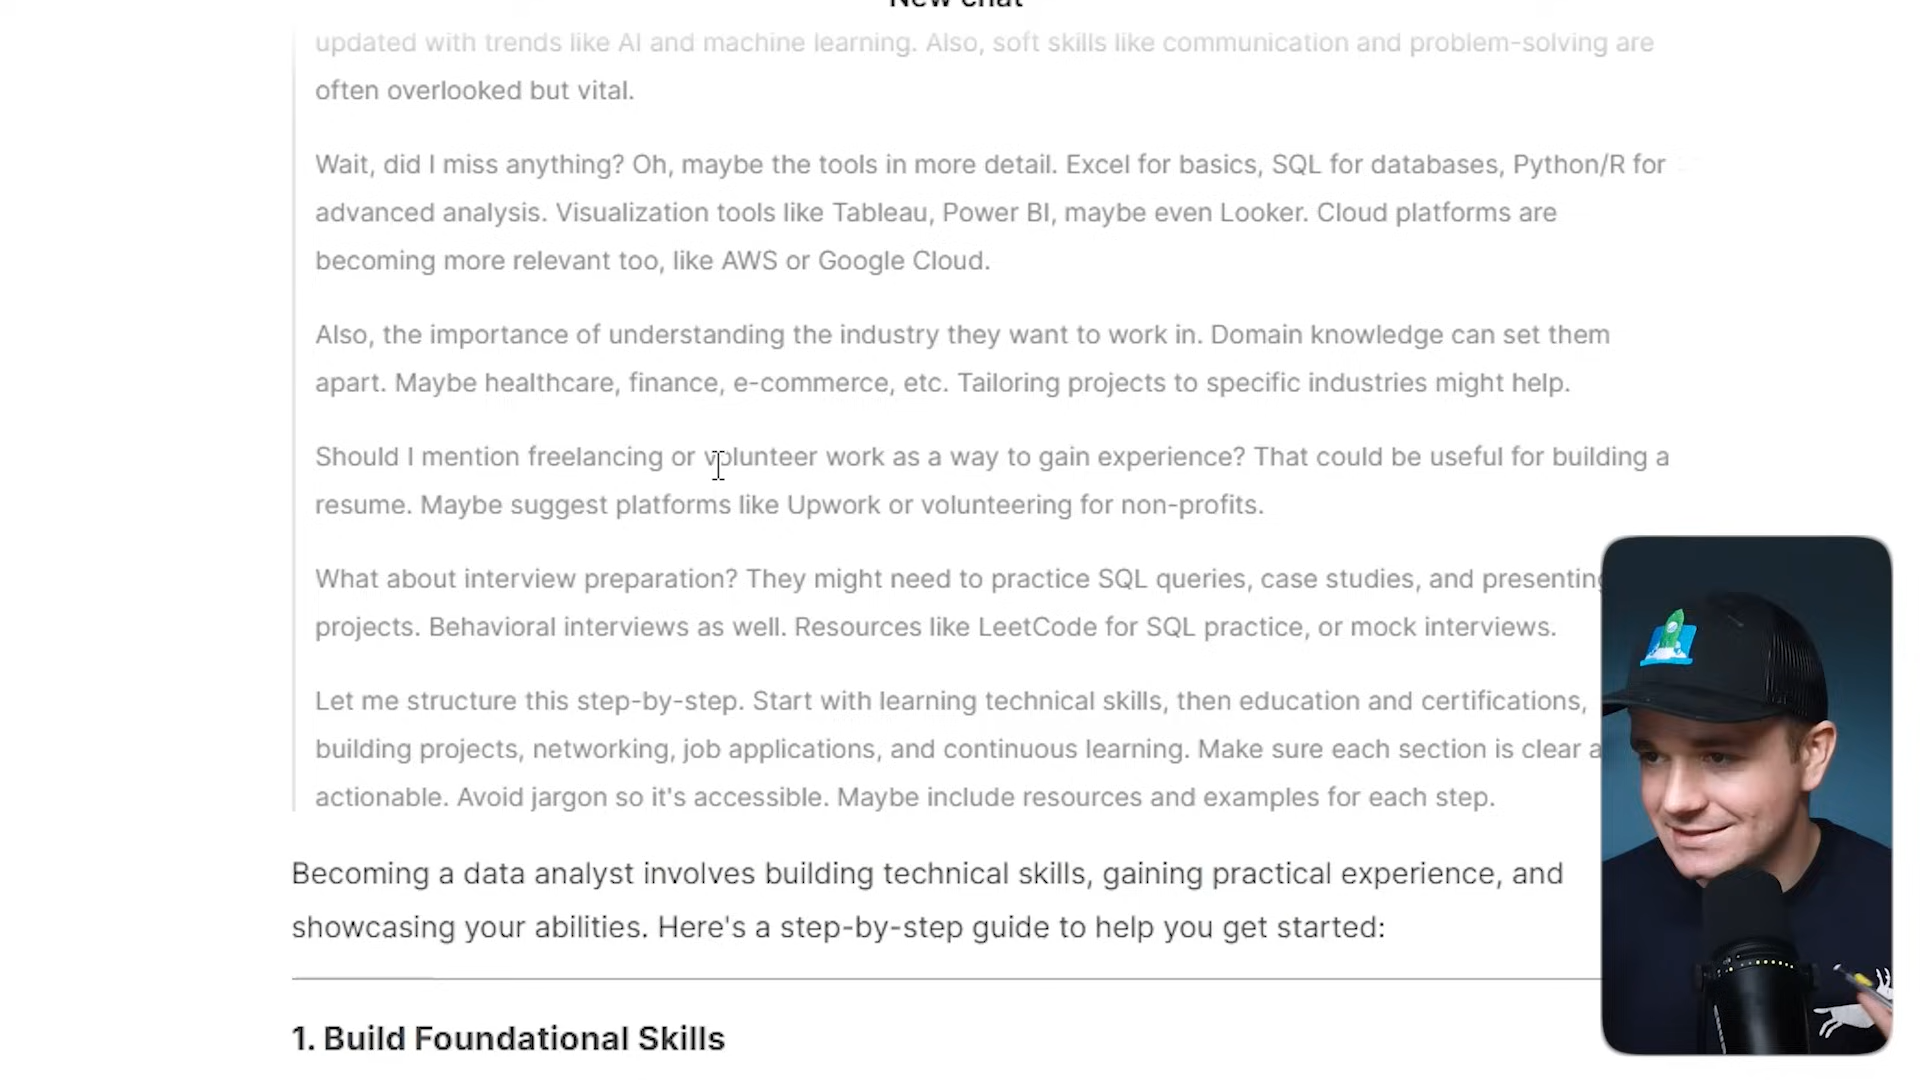 New chat
updated with trends like AI and machine learning. Also, soft skills like communication and problem-solving are
often overlooked but vital.
Wait, did I miss anything? Oh, maybe the tools in more detail. Excel for basics, SQL for databases, Python/R for
advanced analysis. Visualization tools like Tableau, Power BI, maybe even Looker. Cloud platforms are
becoming more relevant too, like AWS or Google Cloud.
Also, the importance of understanding the industry they want to work in. Domain knowledge can set them
apart. Maybe healthcare, finance, e-commerce, etc. Tailoring projects to specific industries might help.
Should I mention freelancing or volunteer work as a way to gain experience? That could be useful for building a
resume. Maybe suggest platforms like Upwork or volunteering for non-profits.
What about interview preparation? They might need to practice SQL queries, case studies, and presenting
projects. Behavioral interviews as well. Resources like LeetCode for SQL practice, or mock interviews.
Let me structure this step-by-step. Start with learning technical skills, then education and certifications,
building projects, networking, job applications, and continuous learning. Make sure each section is clear
actionable. Avoid jargon so it's accessible. Maybe include resources and examples for each step.
Becoming a data analyst involves building technical skills, gaining practical experience, and
showcasing your abilities. Here's a step-by-step guide to help you get started:
1. Build Foundational Skills